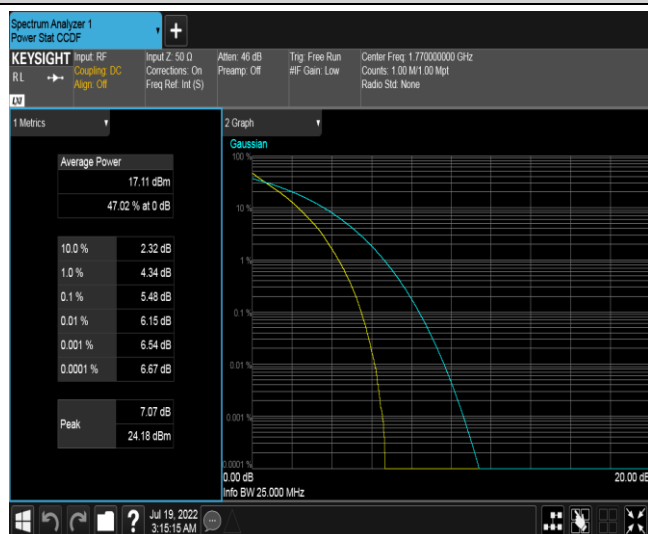 Spectrum Analyzer 1
Power Stat CCDF
+
KEYSIGHT
RL
LXI
Input: RF
Coupling: DC
Align: Off
Input Z: 50 Ω
Corrections: On
Freq Ref: Int (S)
Atten: 46 dB
Preamp: Off
Trig: Free Run
#IF Gain: Low
Center Freq: 1.770000000 GHz
Counts: 1.00 M/1.00 Mpt
Radio Std: None
1 Metrics
Average Power
17.11 dBm
47.02 % at 0 dB
10.0 % 2.32 dB
1.0 % 4.34 dB
0.1 % 5.48 dB
0.01 % 6.15 dB
0.001 % 6.54 dB
0.0001 % 6.67 dB
Peak
7.07 dB
24.18 dBm
2 Graph
Gaussian
100 %
10 %
1 %
0.1 %
0.01 %
0.001 %
0.0001 %
0.00 dB 20.00 dB
Info BW 25.000 MHz
?
Jul 19, 2022
3:15:15 AM